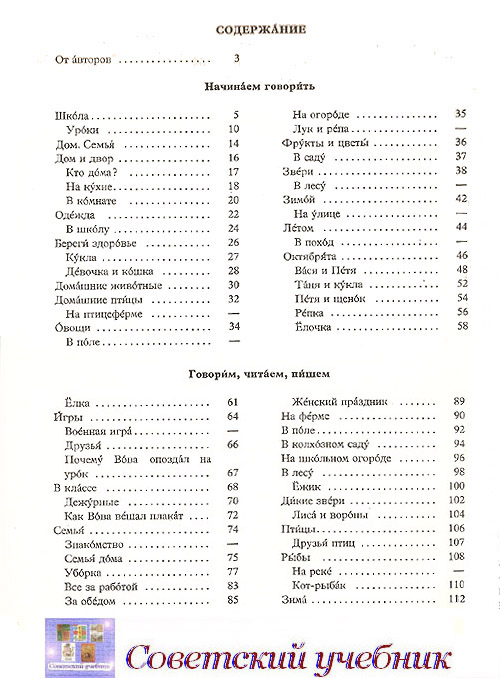 СОДЕРЖА́НИЕ
От а́второв .................. 3
Начина́ем говори́ть
Шко́ла .................. 5
Уро́ки .................. 10
Дом. Семья́ .................. 14
Дом и двор .................. 16
Кто до́ма? .................. 17
На ку́хне .................. 18
В ко́мнате .................. 20
Оде́жда .................. 22
В шко́лу .................. 24
Береги́ здоро́вье .................. 26
Ку́кла .................. 27
Де́вочка и ко́шка .................. 28
Дома́шние живо́тные .................. 30
Дома́шние пти́цы .................. 32
На птицефе́рме .................. —
О́вощи .................. 34
В по́ле .................. —
На огоро́де .................. 35
Лук и ре́па .................. —
Фру́кты и цветы́ .................. 36
В саду́ .................. 37
Зве́ри .................. 38
В лесу́ .................. —
Зимо́й .................. 42
На у́лице .................. —
Ле́том .................. 44
В похо́д .................. —
Октября́та .................. 46
Ва́ся и Пе́тя .................. 48
Та́ня и ку́кла .................. 52
Пе́тя и щено́к .................. 54
Ре́пка .................. 56
Ёлочка .................. 58
Говори́м, чита́ем, пи́шем
Ёлка .................. 61
И́гры .................. 64
Вое́нная игра́ .................. —
Друзья́ .................. 66
Почему́ Во́ва опозда́л на
уро́к .................. 67
В кла́ссе .................. 68
Дежу́рные .................. 70
Как Во́ва ве́шал плака́т .... 72
Семья́ .................. 74
Знако́мство .................. —
Семья́ до́ма .................. 75
Убо́рка .................. 77
Все за рабо́той .................. 83
За обе́дом .................. 85
Же́нский пра́здник .................. 89
На фе́рме .................. 90
В по́ле .................. 92
В колхо́зном саду́ .................. 94
На шко́льном огоро́де .................. 96
В лесу́ .................. 98
Ёжик .................. 100
Ди́кие зве́ри .................. 102
Лиса́ и воро́ны .................. 104
Пти́цы .................. 106
Друзья́ птиц .................. 107
Ры́бы .................. 108
На реке́ .................. —
Кот-рыба́к .................. 110
Зима́ .................. 112
Советский учебник
Советский учебник